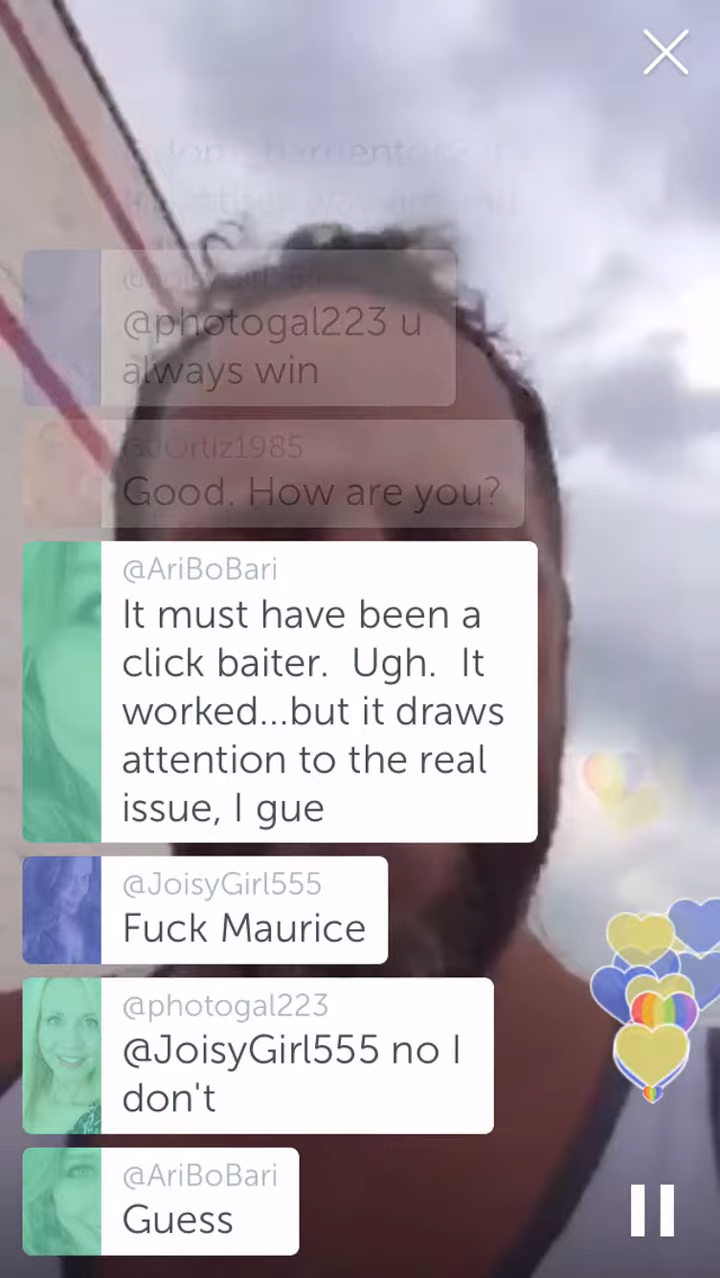 @photogal223 u
always win
Ortiz1985
Good. How are you?
@AriBoBari
It must have been a
click baiter.  Ugh.  It
worked...but it draws
attention to the real
issue, I gue
@JoisyGirl555
Fuck Maurice
@photogal223
@JoisyGirl555 no I
don't
@AriBoBari
Guess